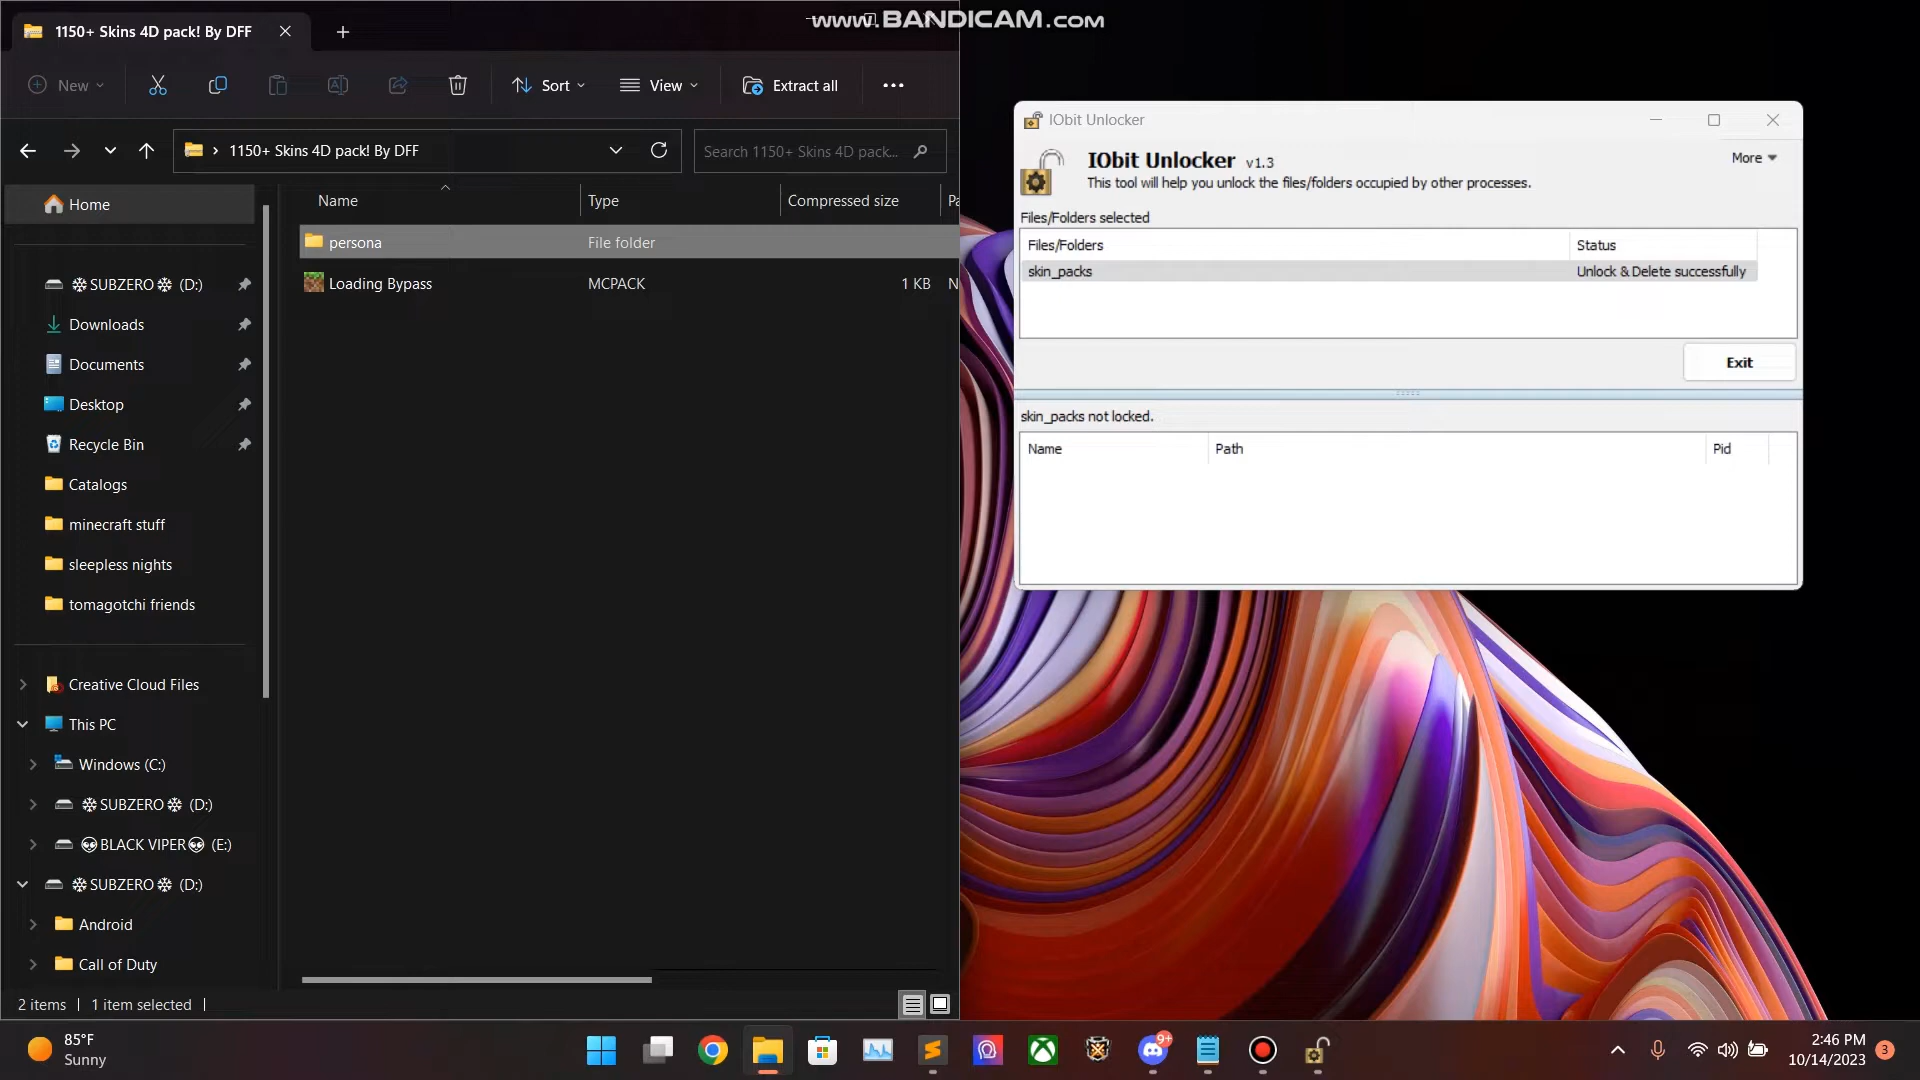 www.BANDICAM.com
1150+ Skins 4D pack! By DFF
New
Sort
View
Extract all
1150+ Skins 4D pack! By DFF
Search 1150+ Skins 4D pack...
Home
SUBZERO (D:)
Downloads
Documents
Desktop
Recycle Bin
Catalogs
minecraft stuff
sleepless nights
tomagotchi friends
Creative Cloud Files
This PC
Windows (C:)
SUBZERO (D:)
BLACK VIPER (E:)
SUBZERO (D:)
Android
Call of Duty
Name Type Compressed size Pa
persona File folder
Loading Bypass MCPACK 1 KB N
2 items 1 item selected
IObit Unlocker
IObit Unlocker v1.3
More
This tool will help you unlock the files/folders occupied by other processes.
Files/Folders selected
Files/Folders Status
skin_packs Unlock & Delete successfully
Exit
skin_packs not locked.
Name Path Pid
85°F
Sunny
9+
2:46 PM
10/14/2023
3